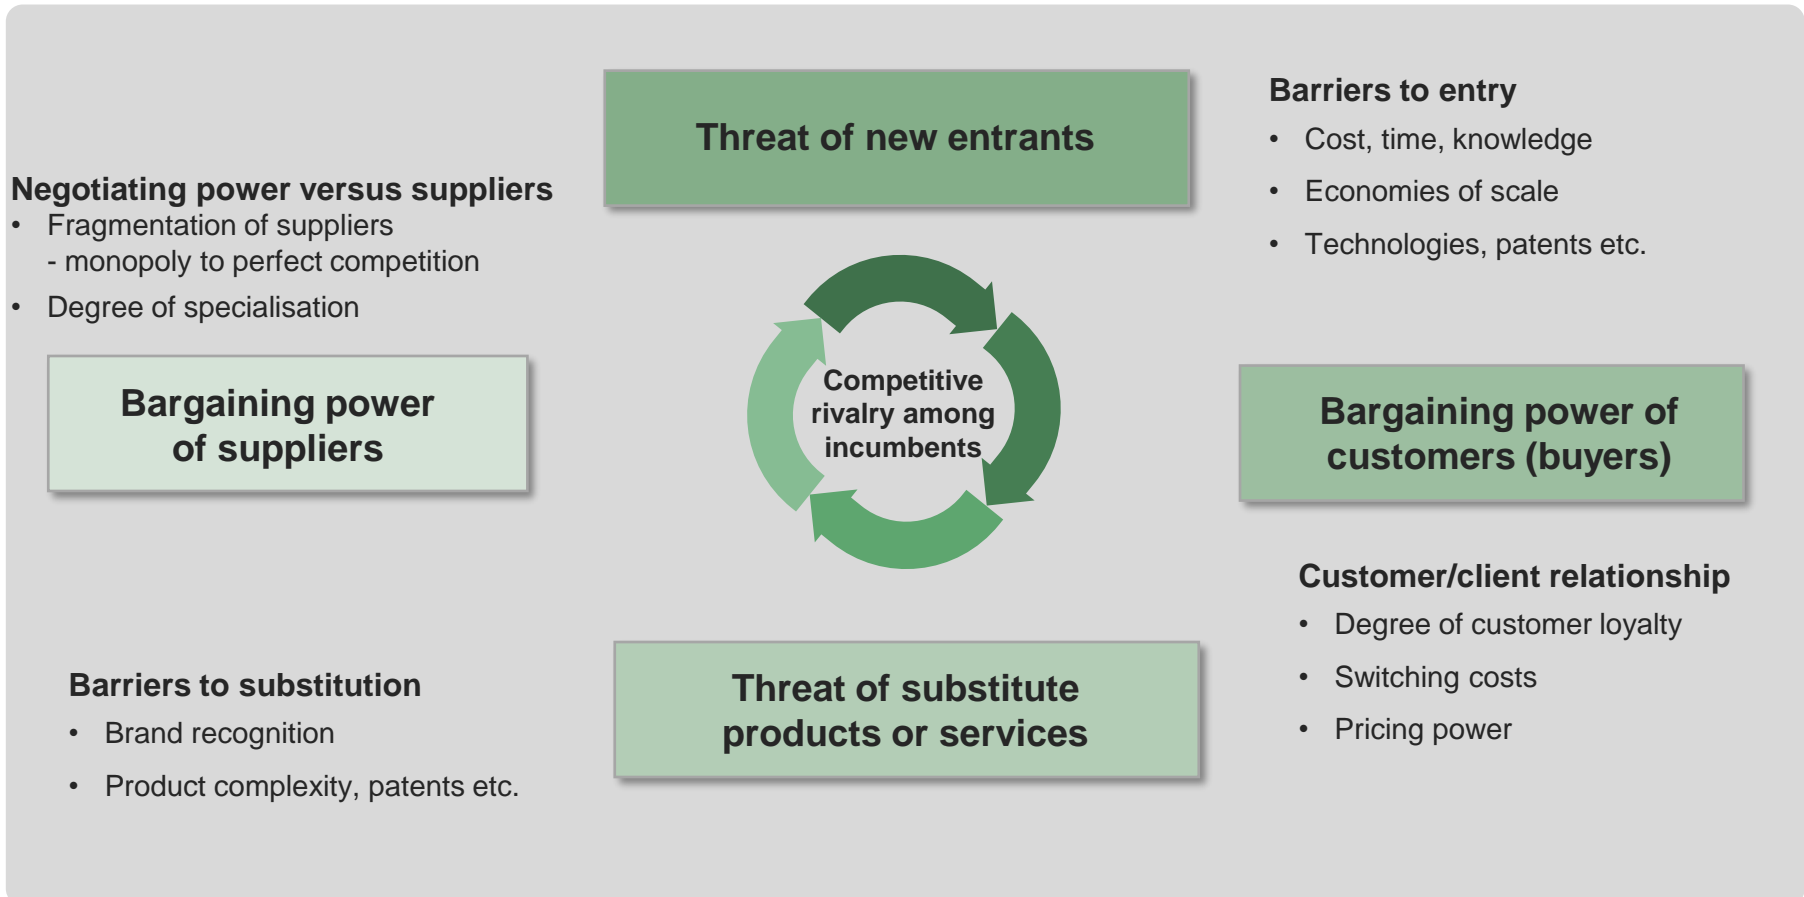 Threat of new entrants
Barriers to entry
• Cost, time, knowledge
• Economies of scale
• Technologies, patents etc.
Negotiating power versus suppliers
• Fragmentation of suppliers
- monopoly to perfect competition
• Degree of specialisation
Bargaining power
of suppliers
Competitive
rivalry among
incumbents
Bargaining power of
customers (buyers)
Customer/client relationship
• Degree of customer loyalty
• Switching costs
• Pricing power
Threat of substitute
products or services
Barriers to substitution
• Brand recognition
• Product complexity, patents etc.